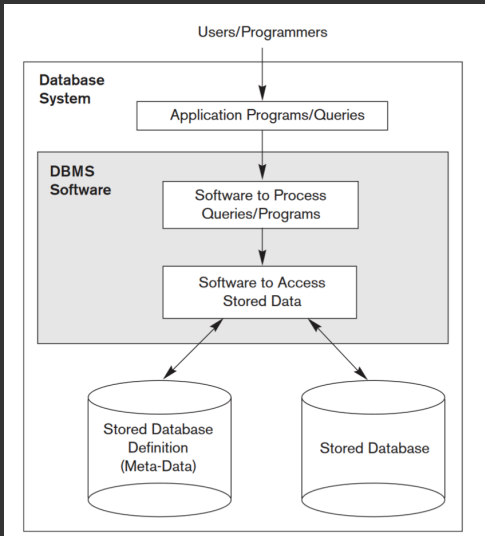 Users/Programmers
Database
System
Application Programs/Queries
DBMS
Software
Software to Process
Queries/Programs
Software to Access
Stored Data
Stored Database
Definition
(Meta-Data)
Stored Database